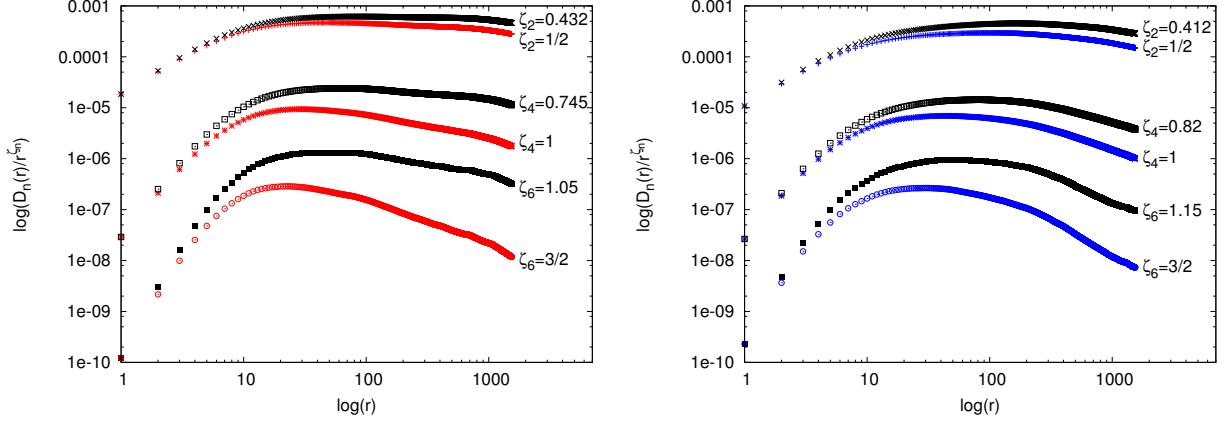 0.001
0.0001
1e-05
1e-06
1e-07
1e-08
1e-09
1e-10
log(Dₙ(r)/r^ζₙ)
1 10 100 1000
log(r)
ζ₂=0.432
ζ₂=1/2
ζ₄=0.745
ζ₄=1
ζ₆=1.05
ζ₆=3/2
0.001
0.0001
1e-05
1e-06
1e-07
1e-08
1e-09
1e-10
log(Dₙ(r)/r^ζₙ)
1 10 100 1000
log(r)
ζ₂=0.412
ζ₂=1/2
ζ₄=0.82
ζ₄=1
ζ₆=1.15
ζ₆=3/2